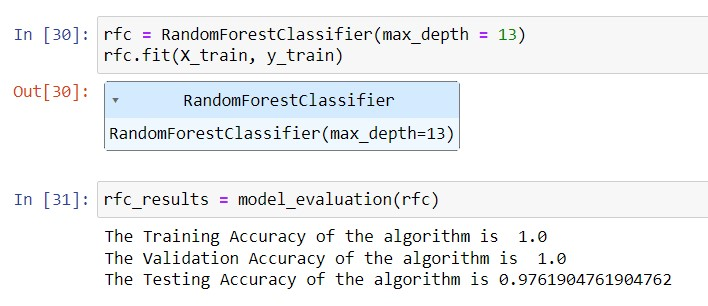 In [30]: rfc = RandomForestClassifier(max_depth = 13)
rfc.fit(X_train, y_train)
Out[30]:
RandomForestClassifier
RandomForestClassifier(max_depth=13)
In [31]: rfc_results = model_evaluation(rfc)
The Training Accuracy of the algorithm is  1.0
The Validation Accuracy of the algorithm is  1.0
The Testing Accuracy of the algorithm is 0.9761904761904762